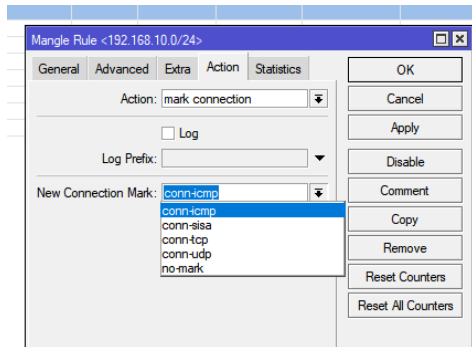 Mangle Rule <192.168.10.0/24>
General Advanced Extra Action Statistics
OK
Action: mark connection
Cancel
Log
Apply
Log Prefix:
Disable
New Connection Mark: conn-icmp
Comment
conn-icmp
conn-sisa
conn-tcp
conn-udp
no-mark
Copy
Remove
Reset Counters
Reset All Counters